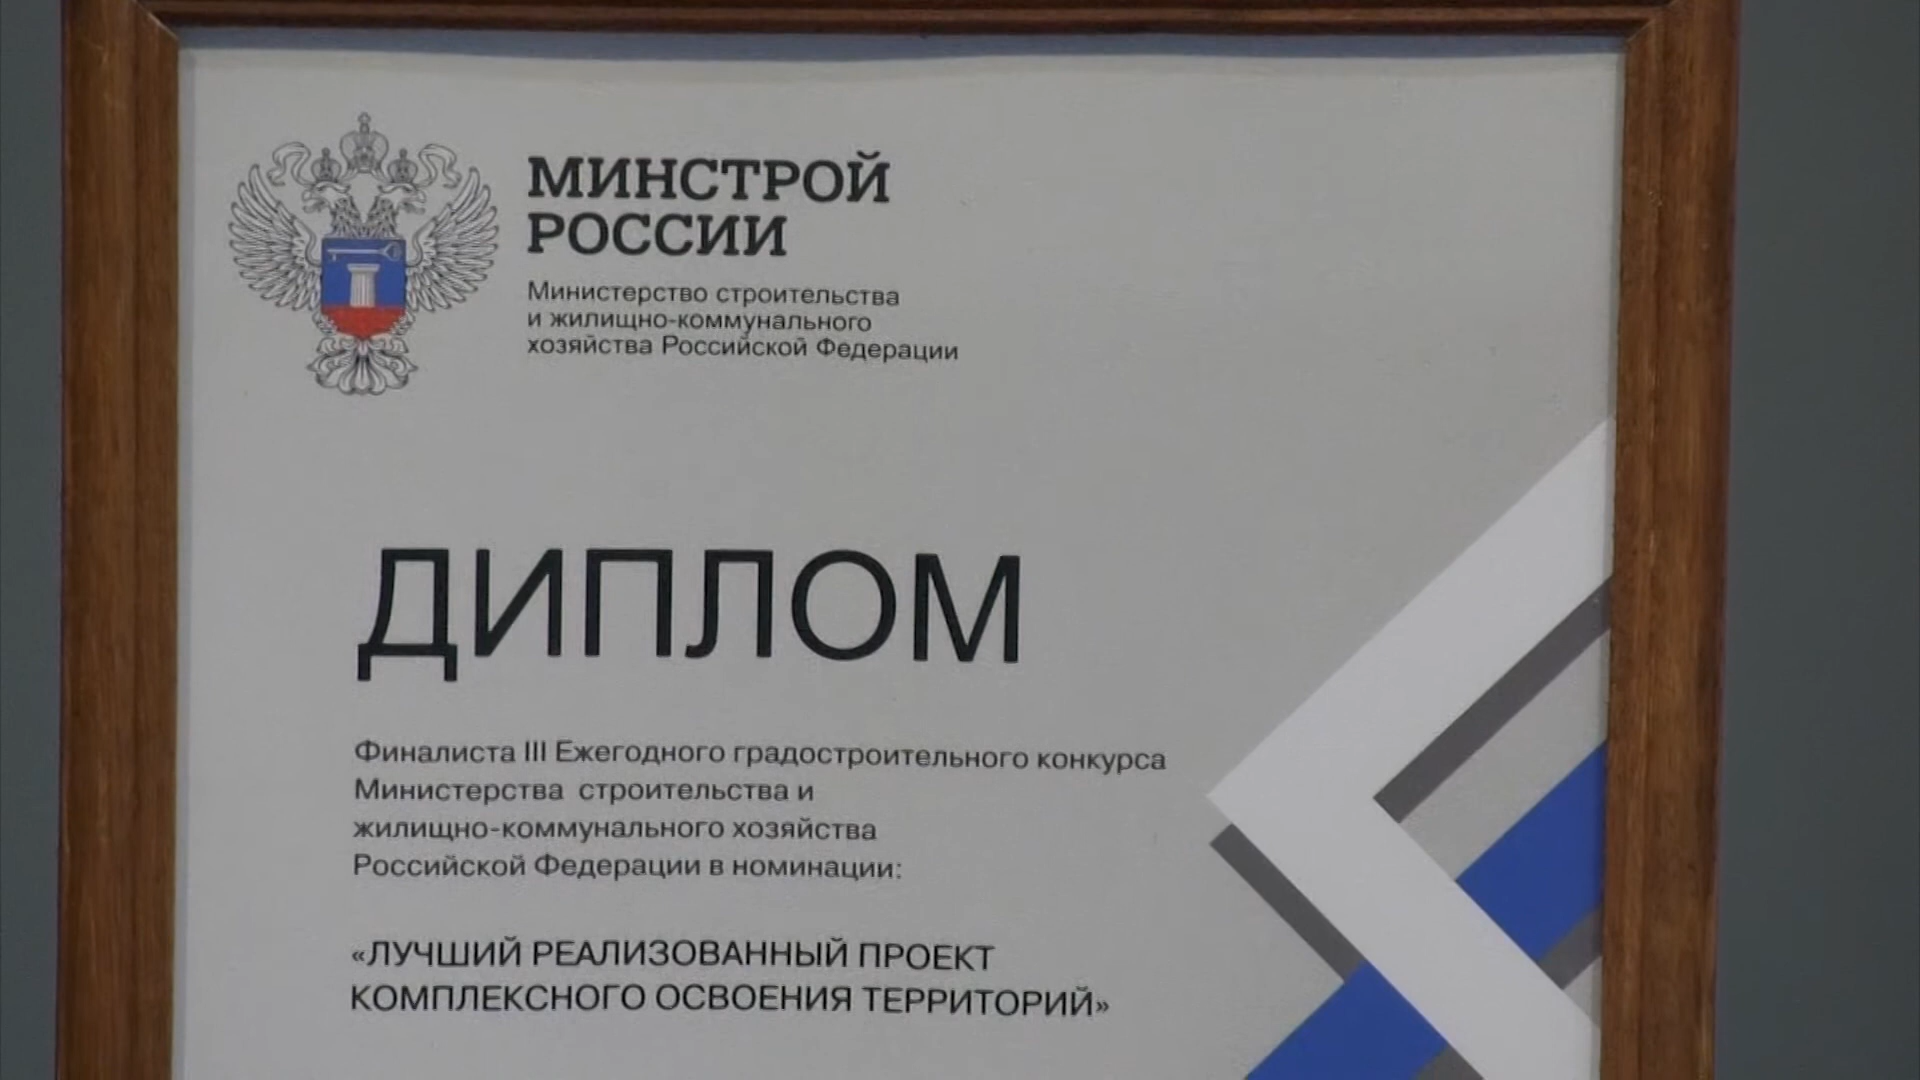 МИНСТРОЙ
РОССИИ
Министерство строительства
и жилищно-коммунального
хозяйства Российской Федерации
ДИПЛОМ
Финалиста III Ежегодного градостроительного конкурса
Министерства строительства и
жилищно-коммунального хозяйства
Российской Федерации в номинации:
«ЛУЧШИЙ РЕАЛИЗОВАННЫЙ ПРОЕКТ
КОМПЛЕКСНОГО ОСВОЕНИЯ ТЕРРИТОРИЙ»